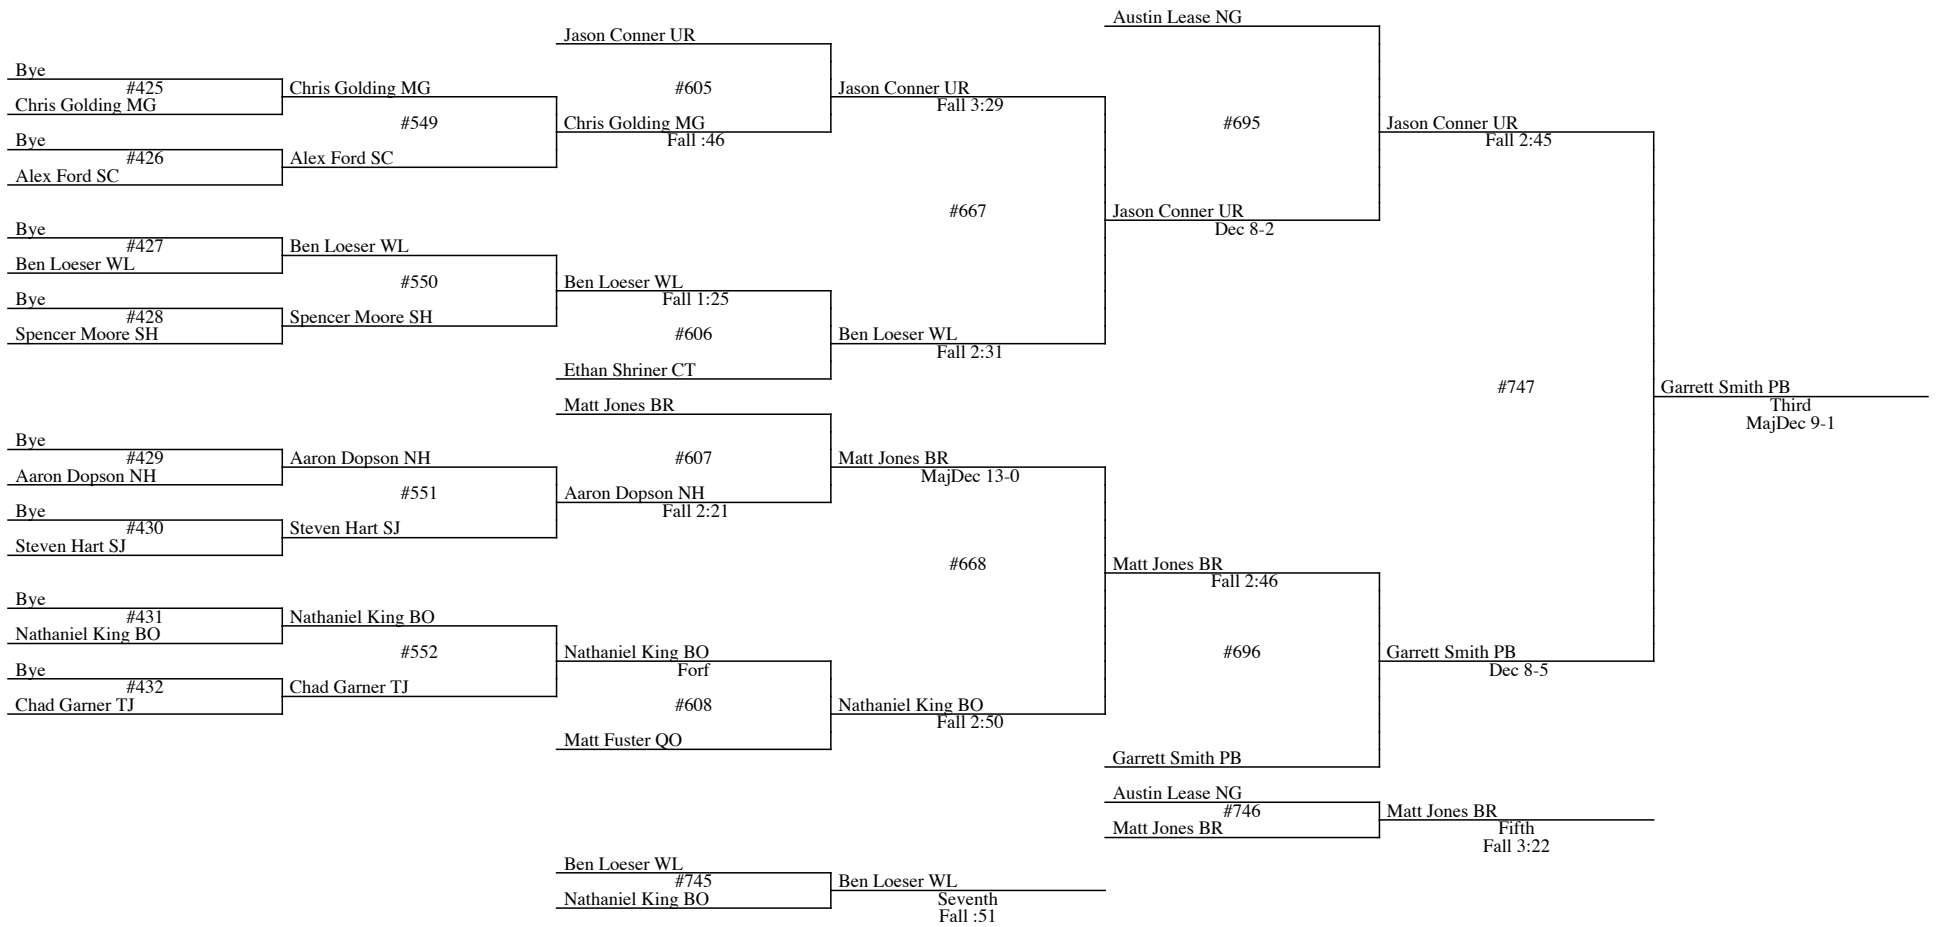 Austin Lease NG
Jason Conner UR
Bye
#425
Chris Golding MG
#605
Jason Conner UR
Chris Golding MG
Fall 3:29
#549
Chris Golding MG
#695
Jason Conner UR
Bye
Fall :46
Fall 2:45
#426
Alex Ford SC
Alex Ford SC
#667
Jason Conner UR
Bye
Dec 8-2
#427
Ben Loeser WL
Ben Loeser WL
#550
Ben Loeser WL
Bye
Fall 1:25
#428
Spencer Moore SH
Spencer Moore SH
#606
Ben Loeser WL
Fall 2:31
Ethan Shriner CT
#747
Garrett Smith PB
Matt Jones BR
Third
MajDec 9-1
Bye
#429
Aaron Dopson NH
#607
Matt Jones BR
Aaron Dopson NH
MajDec 13-0
#551
Aaron Dopson NH
Bye
Fall 2:21
#430
Steven Hart SJ
Steven Hart SJ
#668
Matt Jones BR
Fall 2:46
Bye
#431
Nathaniel King BO
Nathaniel King BO
#552
Nathaniel King BO
#696
Garrett Smith PB
Bye
Forf
Dec 8-5
#432
Chad Garner TJ
Chad Garner TJ
#608
Nathaniel King BO
Fall 2:50
Matt Fuster QO
Garrett Smith PB
Austin Lease NG
#746
Matt Jones BR
Matt Jones BR
Fifth
Fall 3:22
Ben Loeser WL
#745
Ben Loeser WL
Nathaniel King BO
Seventh
Fall :51